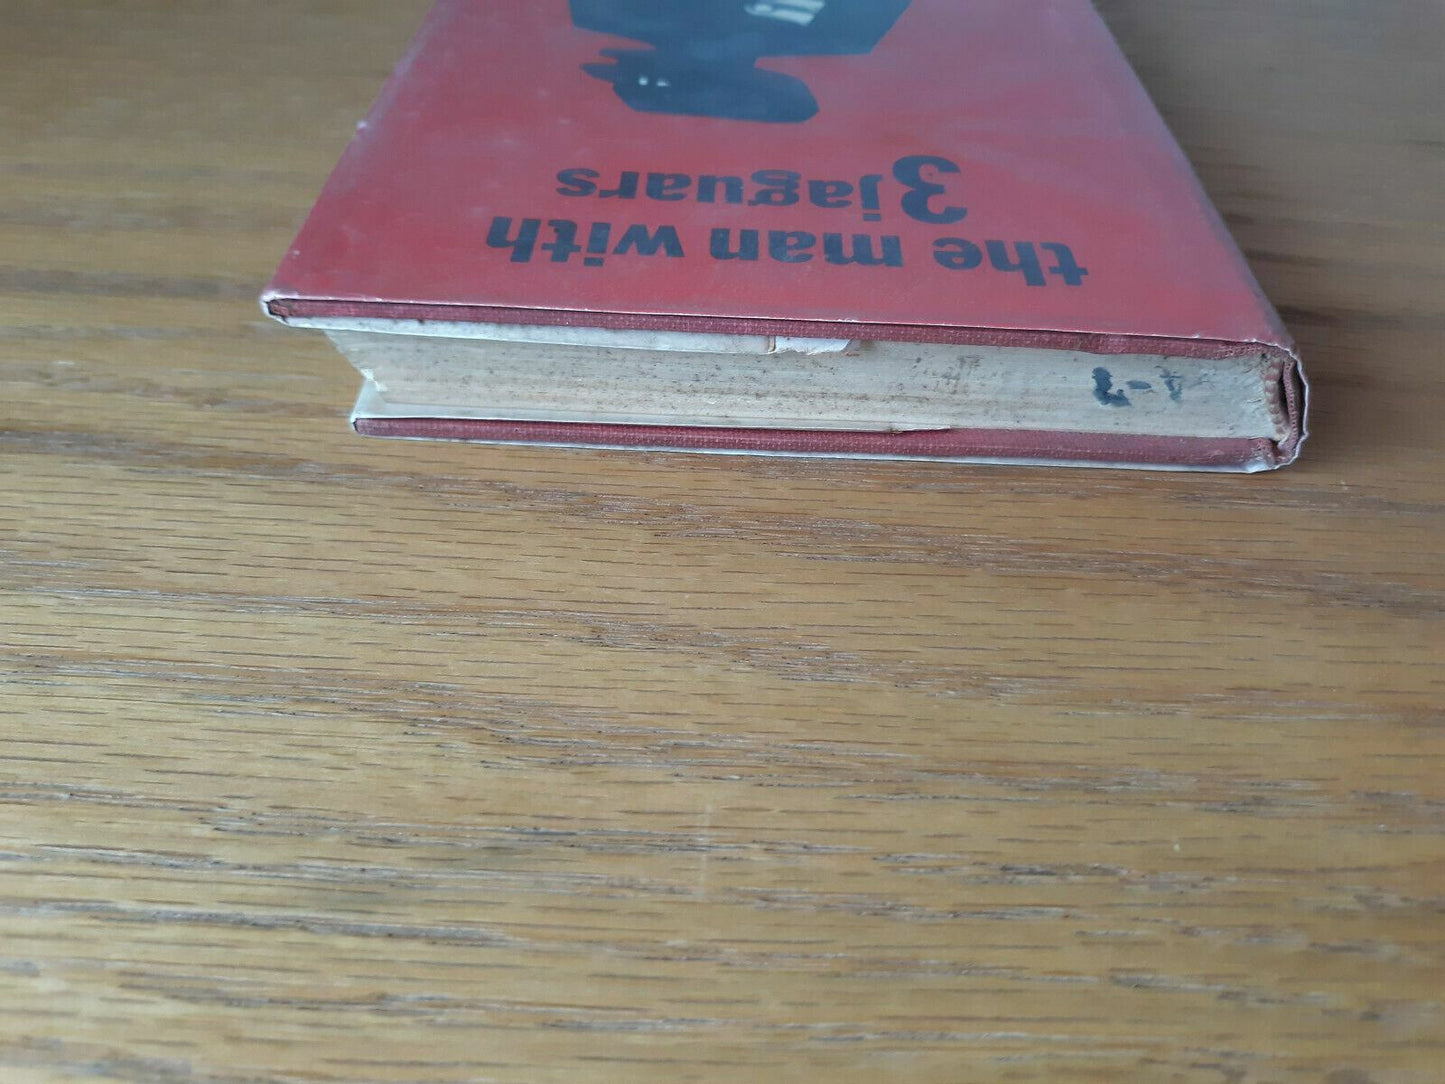 the man with
3 jaguars